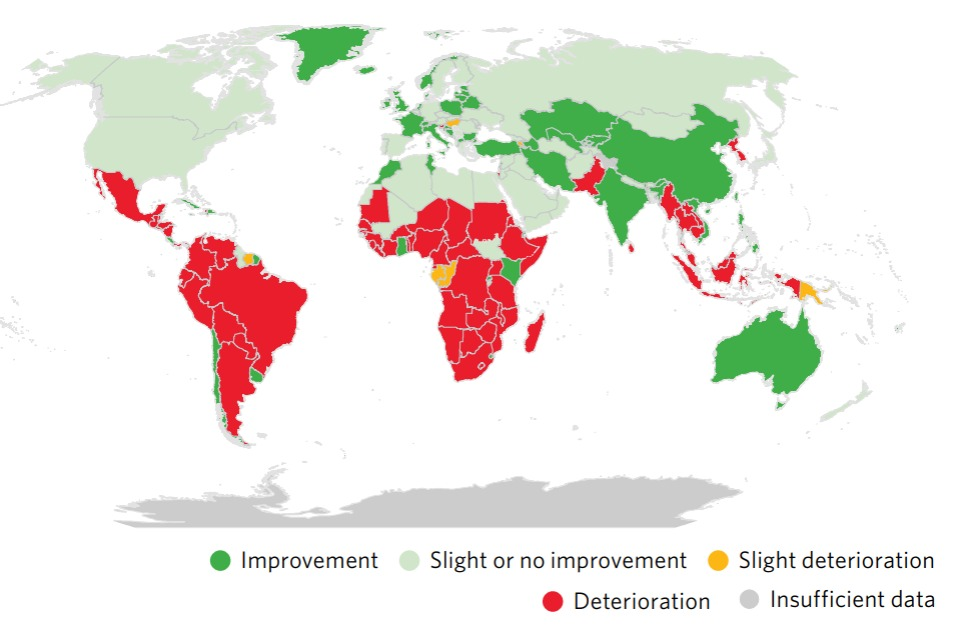 Improvement Slight or no improvement Slight deterioration
Deterioration Insufficient data